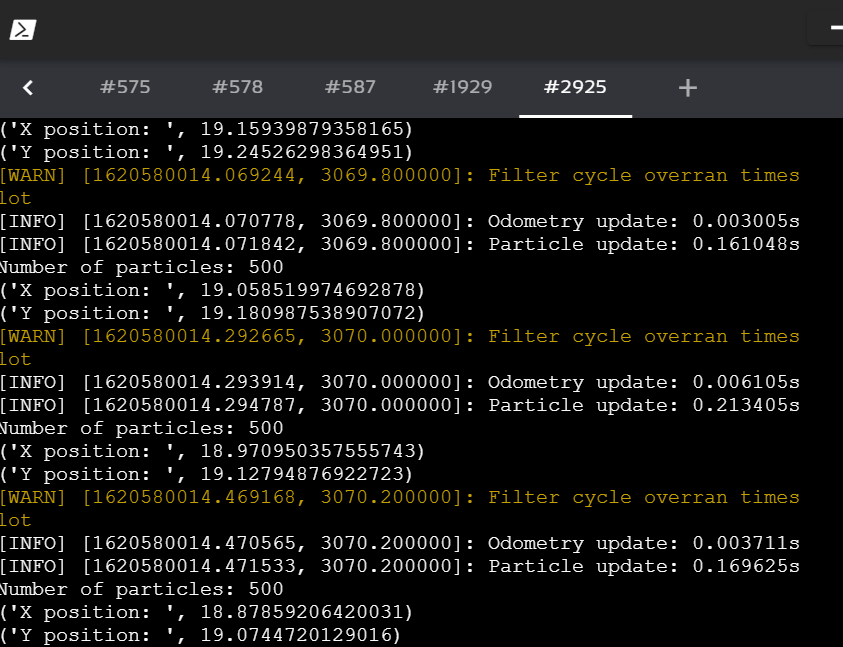 #575 #578 #587 #1929 #2925 +
('X position: ', 19.15939879358165)
('Y position: ', 19.24526298364951)
[WARN] [1620580014.069244, 3069.800000]: Filter cycle overran times
lot
[INFO] [1620580014.070778, 3069.800000]: Odometry update: 0.003005s
[INFO] [1620580014.071842, 3069.800000]: Particle update: 0.161048s
Number of particles: 500
('X position: ', 19.058519974692878)
('Y position: ', 19.180987538907072)
[WARN] [1620580014.292665, 3070.000000]: Filter cycle overran times
lot
[INFO] [1620580014.293914, 3070.000000]: Odometry update: 0.006105s
[INFO] [1620580014.294787, 3070.000000]: Particle update: 0.213405s
Number of particles: 500
('X position: ', 18.970950357555743)
('Y position: ', 19.12794876922723)
[WARN] [1620580014.469168, 3070.200000]: Filter cycle overran times
lot
[INFO] [1620580014.470565, 3070.200000]: Odometry update: 0.003711s
[INFO] [1620580014.471533, 3070.200000]: Particle update: 0.169625s
Number of particles: 500
('X position: ', 18.87859206420031)
('Y position: ', 19.0744720129016)